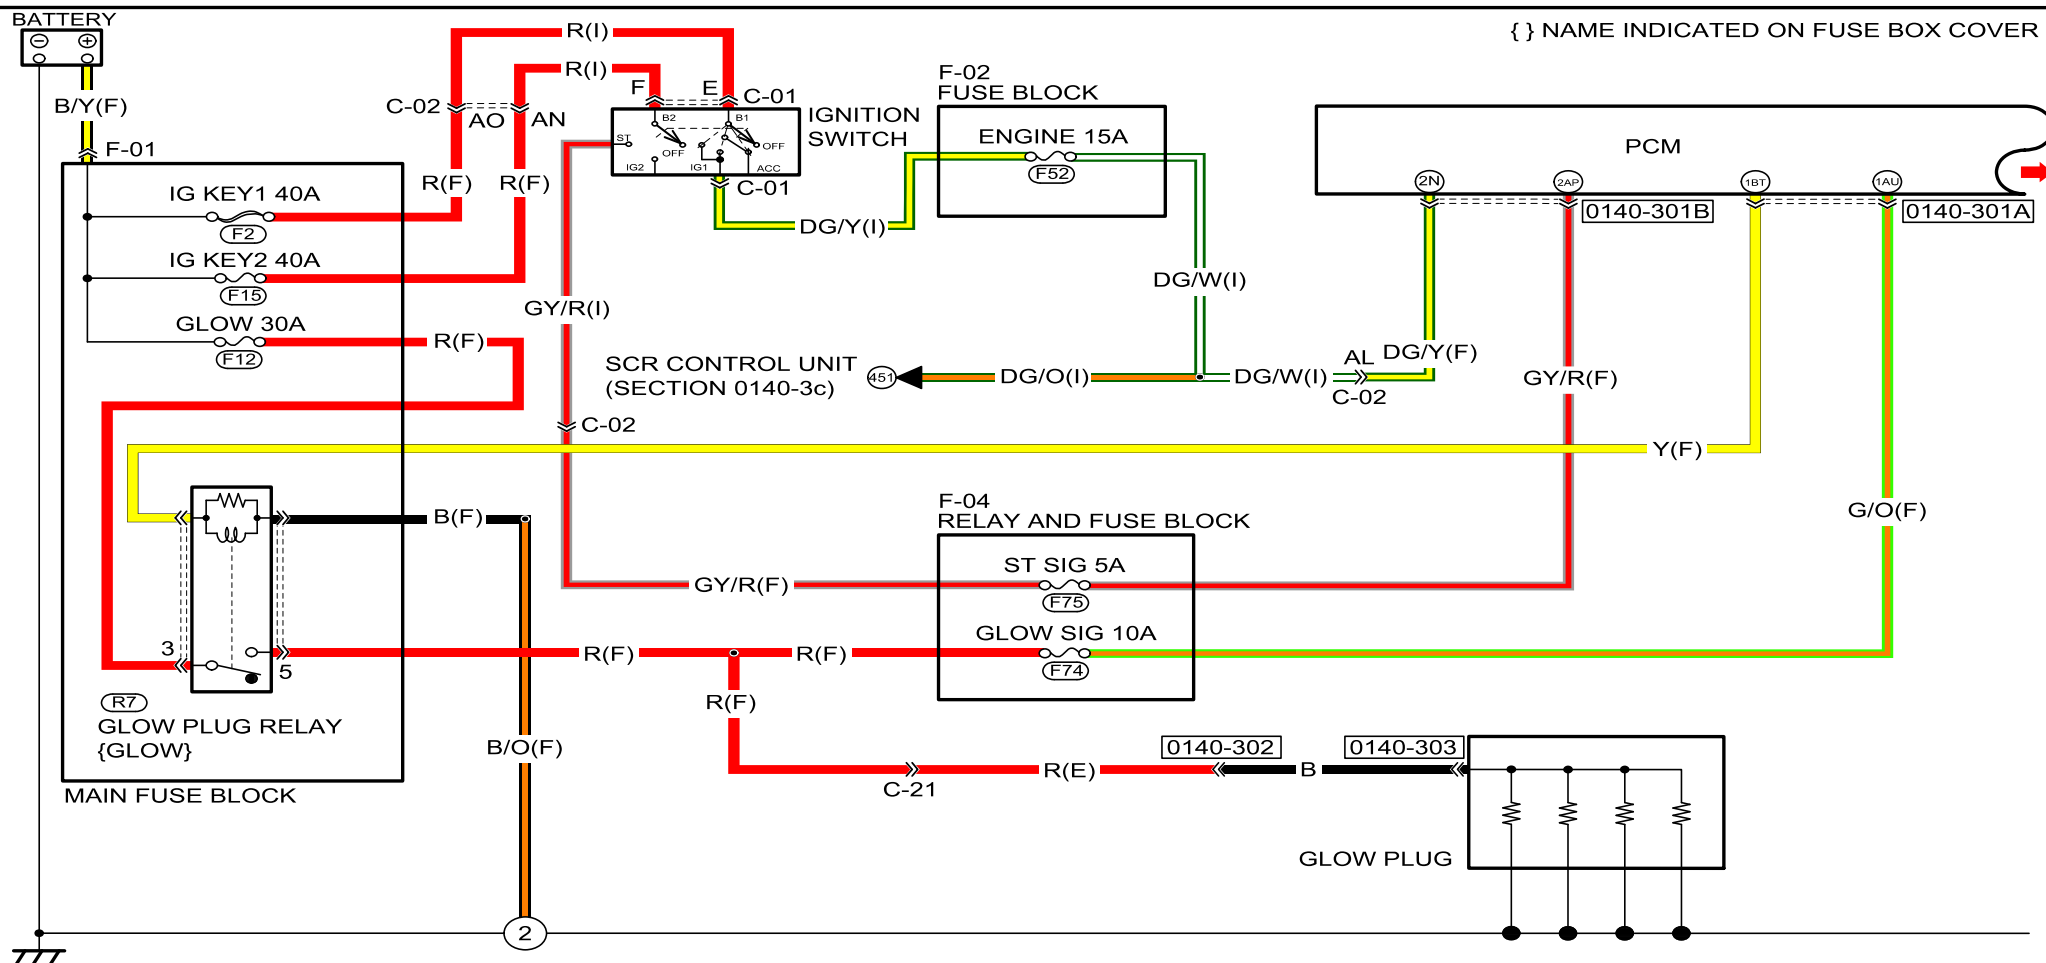 BATTERY
{ } NAME INDICATED ON FUSE BOX COVER
R(I)
R(I)
B/Y(F)
F-01
C-02
AO
AN
F
E
C-01
IGNITION
SWITCH
B2
B1
ST
OFF
OFF
IG2
IG1
ACC
C-01
F-02
FUSE BLOCK
ENGINE 15A
F52
PCM
2N
2AP
1BT
1AU
0140-301B
0140-301A
IG KEY1 40A
F2
R(F)
R(F)
IG KEY2 40A
F15
GLOW 30A
F12
R(F)
DG/Y(I)
DG/W(I)
GY/R(I)
SCR CONTROL UNIT
(SECTION 0140-3c)
451
DG/O(I)
DG/W(I)
AL
C-02
DG/Y(F)
GY/R(F)
C-02
Y(F)
B(F)
G/O(F)
F-04
RELAY AND FUSE BLOCK
ST SIG 5A
F75
GY/R(F)
GLOW SIG 10A
F74
3
5
R(F)
R(F)
R(F)
R7
GLOW PLUG RELAY
{GLOW}
MAIN FUSE BLOCK
B/O(F)
C-21
R(E)
0140-302
B
0140-303
GLOW PLUG
2